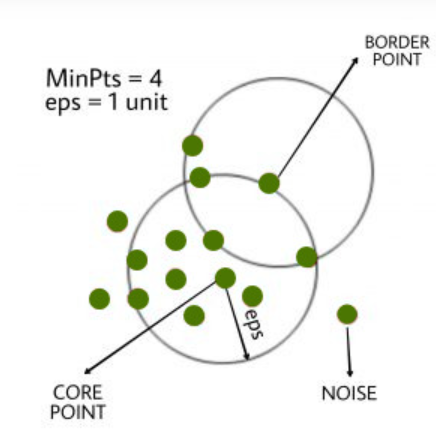 BORDER
POINT
MinPts = 4
eps = 1 unit
eps
CORE
POINT
NOISE